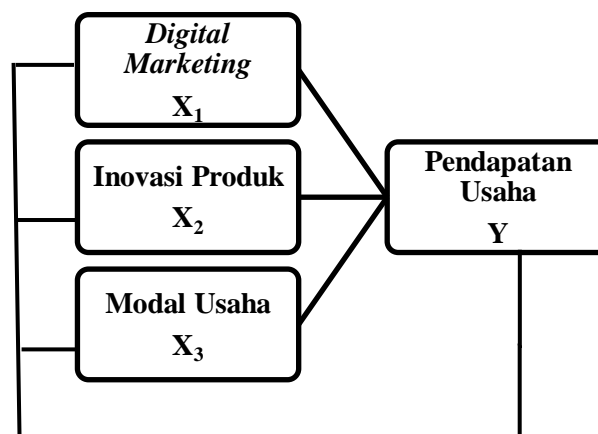 Digital
Marketing
X₁
Inovasi Produk
X₂
Modal Usaha
X₃
Pendapatan
Usaha
Y